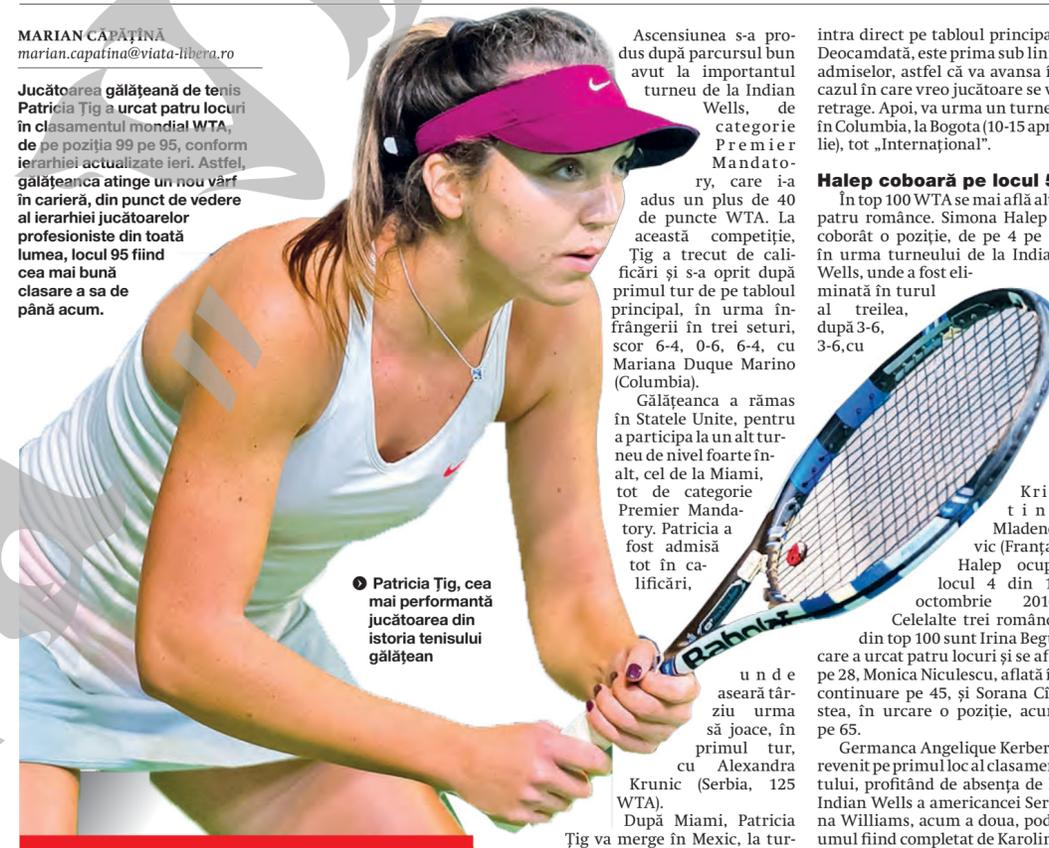 MARIAN CĂPĂȚÎNĂ
marian.capatina@viata-libera.ro
Jucătoarea gălățeană de tenis
Patricia Țig a urcat patru locuri
în clasamentul mondial WTA,
de pe poziția 99 pe 95, conform
ierarhiei actualizate ieri. Astfel,
gălățeanca atinge un nou vârf
în carieră, din punct de vedere
al ierarhiei jucătoarelor
profesioniste din toată
lumea, locul 95 fiind
cea mai bună
clasare a sa de
până acum.
Patricia Țig, cea
mai performantă
jucătoarea din
istoria tenisului
gălățean
Babolat
Ascensiunea s-a pro-
dus după parcursul bun
avut la importantul
turneu de la Indian
Wells, de
categorie
Premier
Mandato-
ry, care i-a
adus un plus de 40
de puncte WTA. La
această competiție,
Țig a trecut de cali-
ficări și s-a oprit după
primul tur de pe tabloul
principal, în urma în-
frângerii în trei seturi,
scor 6-4, 0-6, 6-4, cu
Mariana Duque Marino
(Columbia).
Gălățeanca a rămas
în Statele Unite, pentru
a participa la un alt tur-
neu de nivel foarte în-
alt, cel de la Miami,
tot de categorie
Premier Manda-
tory. Patricia a
fost admisă
tot în ca-
lificări,
unde
aseară târ-
ziu urma
să joace, în
primul tur,
cu Alexandra
Krunic (Serbia, 125
WTA).
După Miami, Patricia
Țig va merge în Mexic, la tur-
intra direct pe tabloul principa
Deocamdată, este prima sub lin
admiselor, astfel că va avansa î
cazul în care vreo jucătoare se v
retrage. Apoi, va urma un turne
în Columbia, la Bogota (10-15 apr
lie), tot „Internațional”.
Halep coboară pe locul 5
În top 100 WTA se mai află al
patru românce. Simona Halep
coborât o poziție, de pe 4 pe
în urma turneului de la India
Wells, unde a fost eli-
minată în turul
al treilea,
după 3-6,
3-6, cu
Kri
tin
Mladeno
vic (Franța
Halep ocup
locul 4 din 1
octombrie 201
Celelalte trei românc
din top 100 sunt Irina Begu
care a urcat patru locuri și se af
pe 28, Monica Niculescu, aflată î
continuare pe 45, și Sorana Cî
stea, în urcare o poziție, acu
pe 65.
Germanca Angelique Kerber
revenit pe primul loc al clasamen
tului, profitând de absența de
Indian Wells a americancei Ser
na Williams, acum a doua, pod
umul fiind completat de Karolin